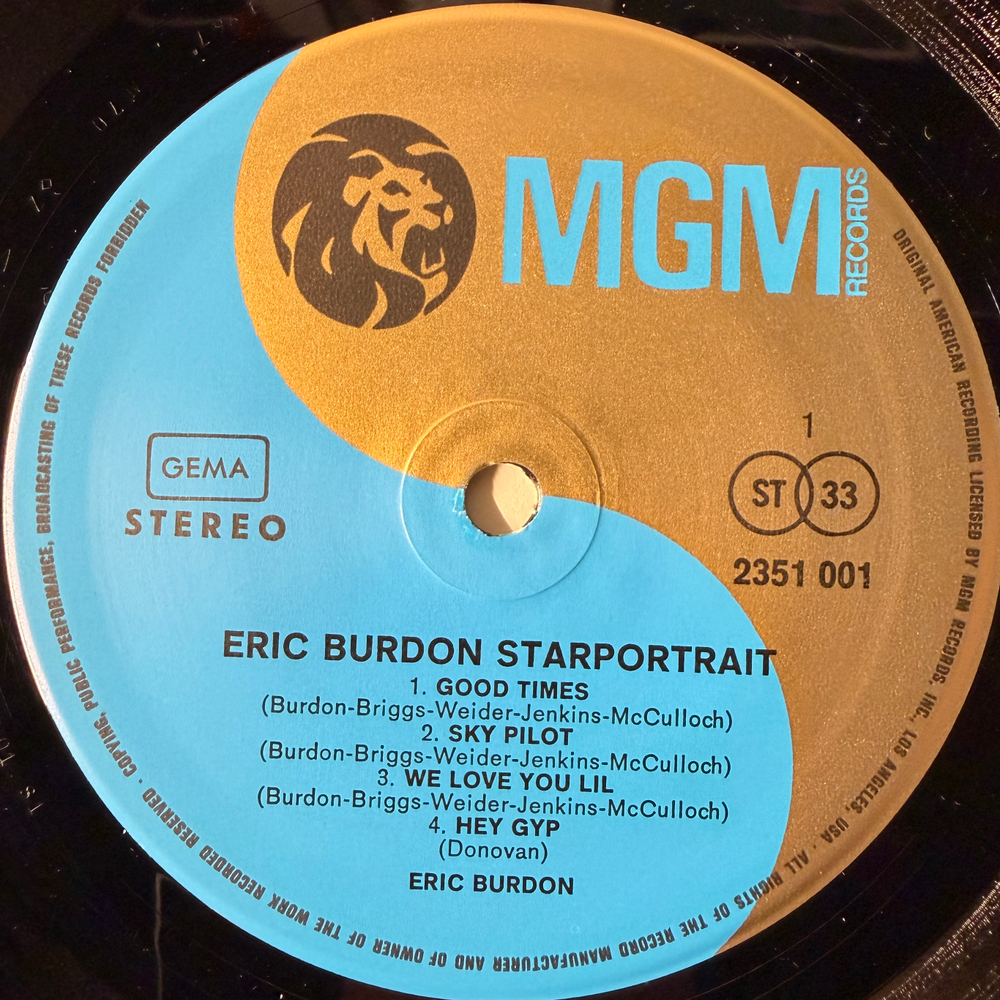 MGM
RECORDS
GEMA
STEREO
1
ST 33
2351 001
ERIC BURDON STARPORTRAIT
1. GOOD TIMES
(Burdon-Briggs-Weider-Jenkins-McCulloch)
2. SKY PILOT
(Burdon-Briggs-Weider-Jenkins-McCulloch)
3. WE LOVE YOU LIL
(Burdon-Briggs-Weider-Jenkins-McCulloch)
4. HEY GYP
(Donovan)
ERIC BURDON
ORIGINAL AMERICAN RECORDING LICENSED BY MGM RECORDS, INC., LOS ANGELES, USA · ALL RIGHTS OF THE RECORD MANUFACTURER AND OF OWNER OF THE WORK RECORDED RESERVED · COPYING, PUBLIC PERFORMANCE, BROADCASTING OF THESE RECORDS FORBIDDEN